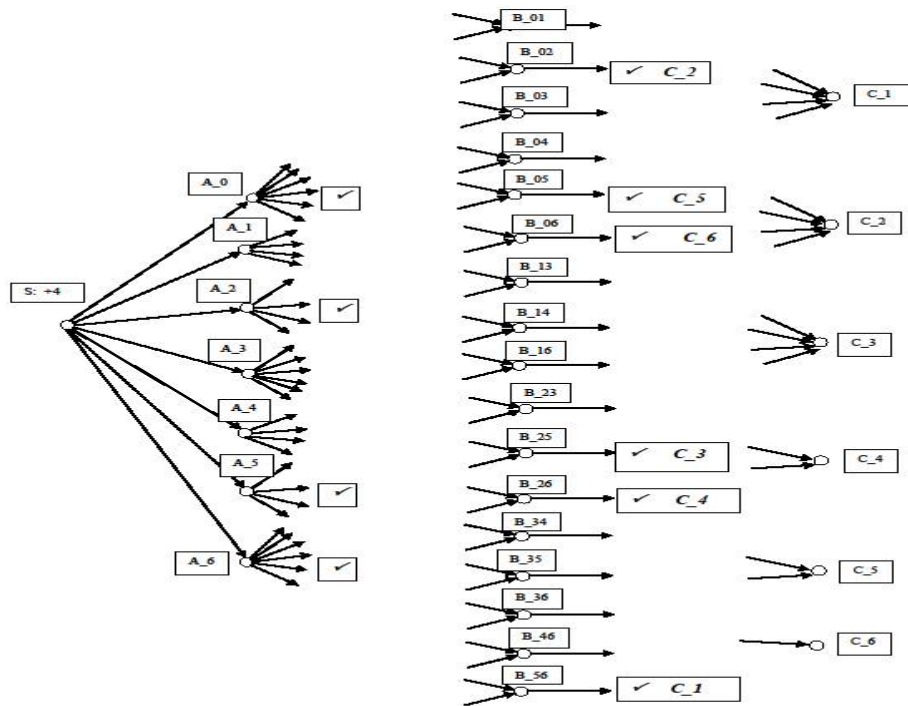 S: +4
A_0
✓
A_1
A_2
✓
A_3
A_4
A_5
✓
A_6
✓
B_01
B_02
✓ C_2
B_03
B_04
B_05
✓ C_5
B_06
✓ C_6
B_13
B_14
B_16
B_23
B_25
✓ C_3
B_26
✓ C_4
B_34
B_35
B_36
B_46
B_56
✓ C_1
C_1
C_2
C_3
C_4
C_5
C_6